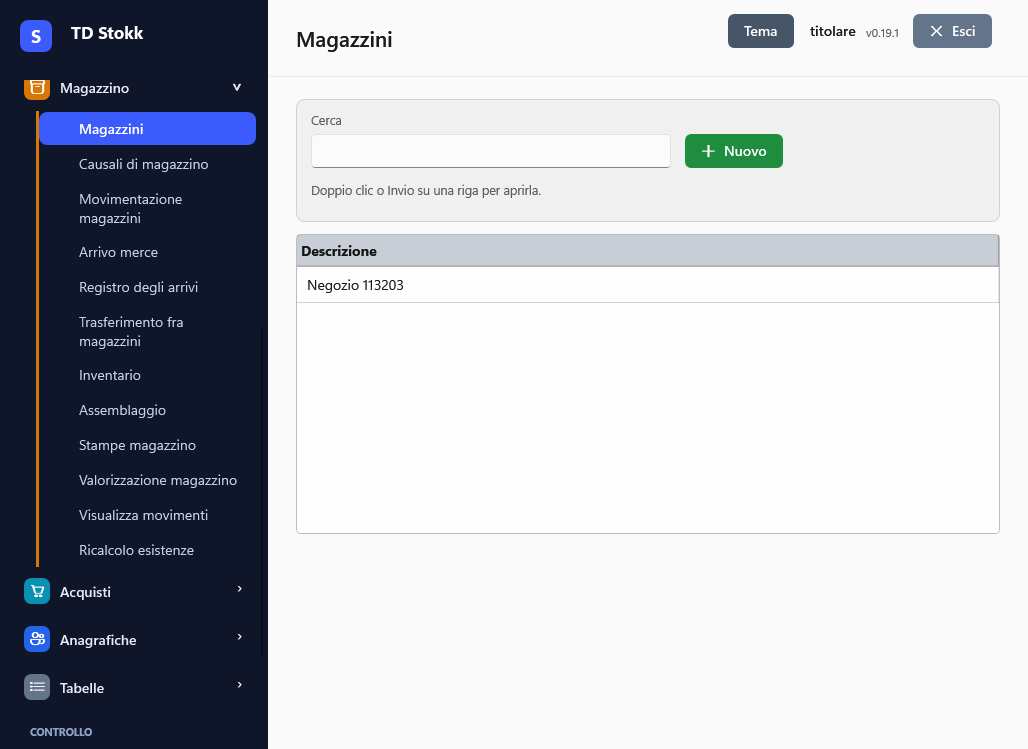 S
TD Stokk
Magazzino
Magazzini
Causali di magazzino
Movimentazione
magazzini
Arrivo merce
Registro degli arrivi
Trasferimento fra
magazzini
Inventario
Assemblaggio
Stampe magazzino
Valorizzazione magazzino
Visualizza movimenti
Ricalcolo esistenze
Acquisti
Anagrafiche
Tabelle
CONTROLLO
Magazzini
Tema
titolare
v0.19.1
Esci
Cerca
Nuovo
Doppio clic o Invio su una riga per aprirla.
Descrizione
Negozio 113203